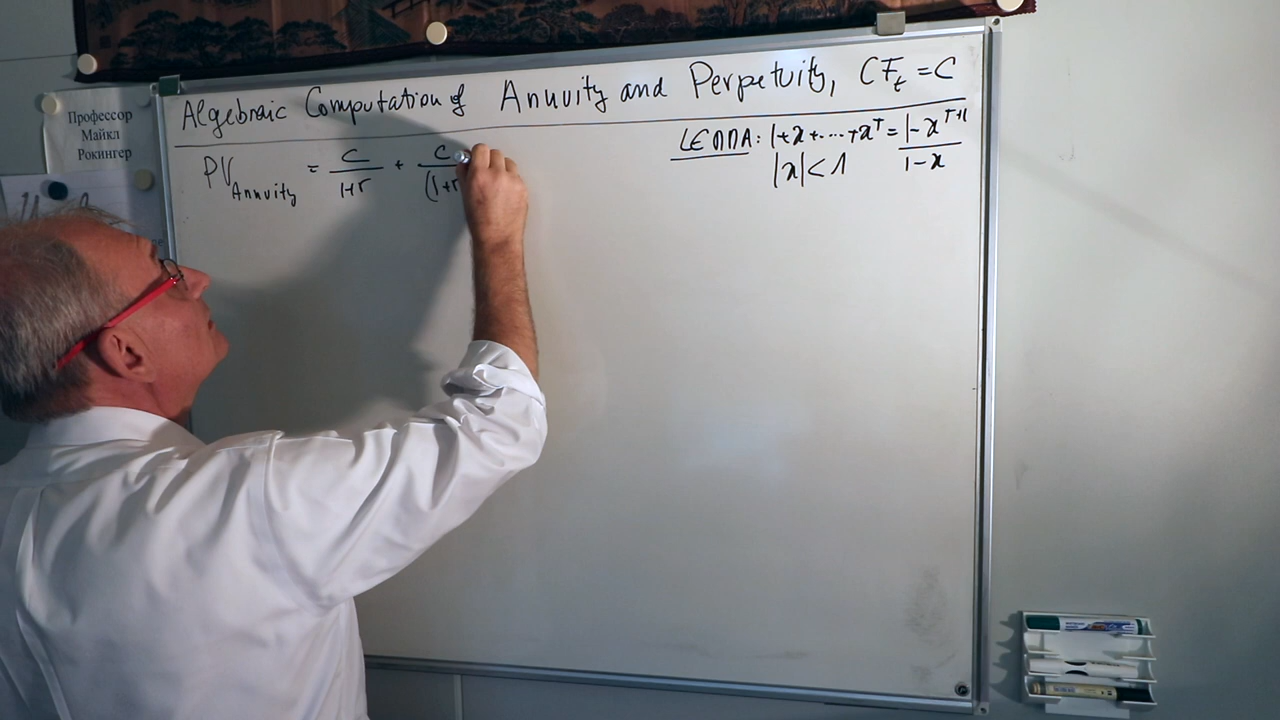 Algebraic Computation of Annuity and Perpetuity, CF_t = C
LEMMA: 1+x+...+x^T = (1-x^(T+1))/(1-x)
|x| < 1
PV_Annuity = C/(1+r) + C/(1+r
Профессор
Майкл
Рокингер